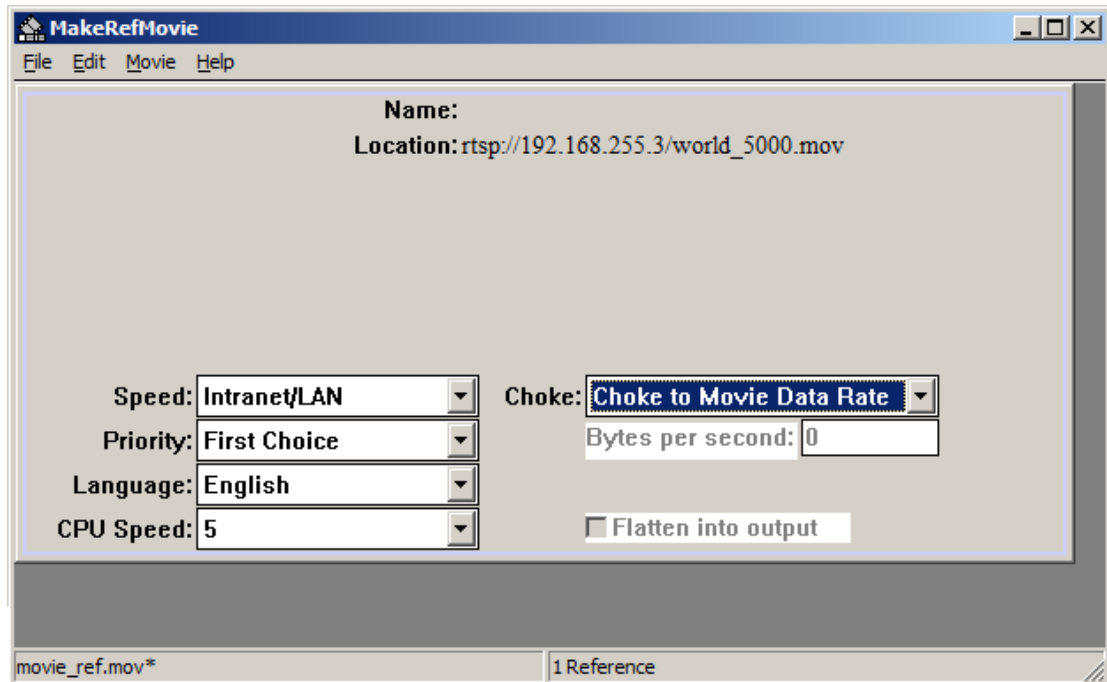 MakeRefMovie
File Edit Movie Help
Name:
Location: rtsp://192.168.255.3/world_5000.mov
Speed: Intranet/LAN Choke: Choke to Movie Data Rate
Priority: First Choice Bytes per second: 0
Language: English
CPU Speed: 5 Flatten into output
movie_ref.mov* 1 Reference